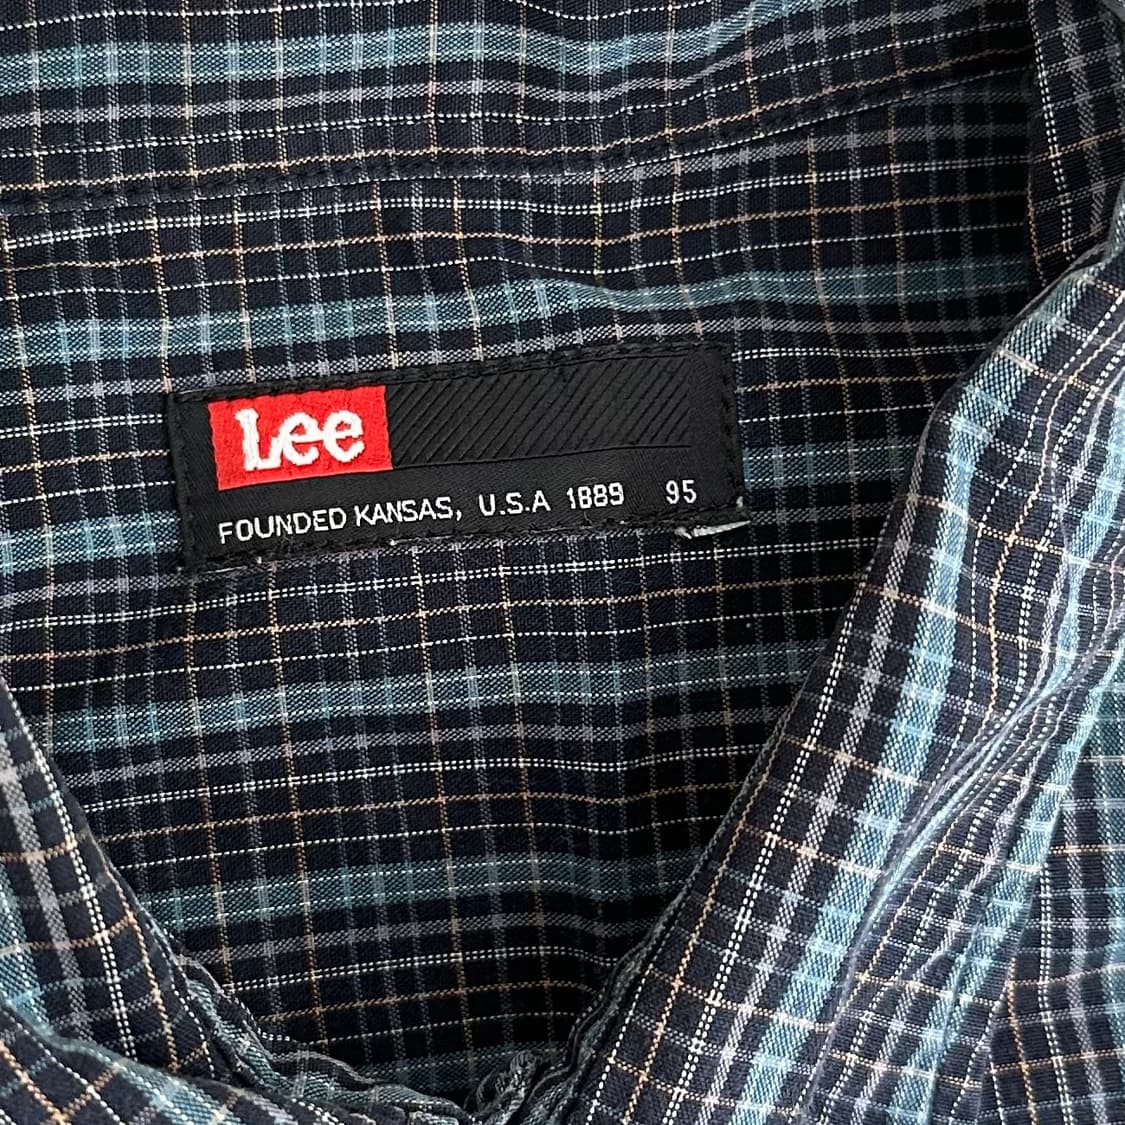 Lee
FOUNDED KANSAS, U.S.A 1889 95